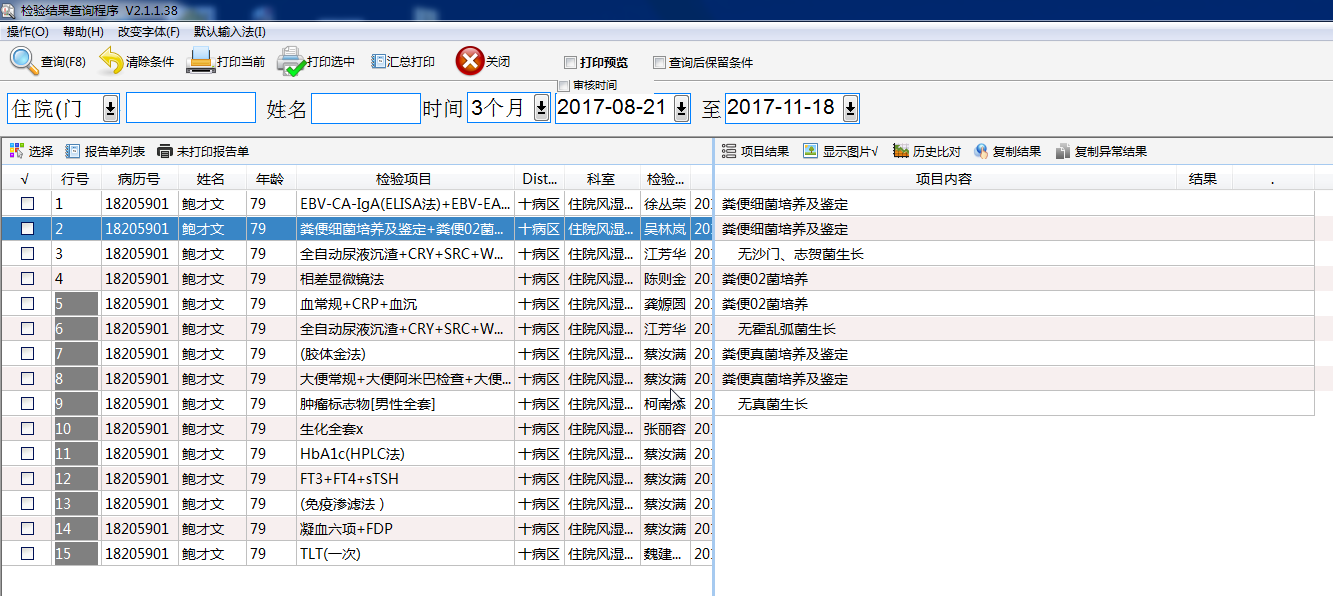 检验结果查询程序 V2.1.1.38
操作(O) 帮助(H) 改变字体(F) 默认输入法(I)
查询(F8) 清除条件 打印当前 打印选中 汇总打印 关闭 打印预览 查询后保留条件
审核时间
住院(门 姓名 时间 3个月 2017-08-21 至 2017-11-18
选择 报告单列表 未打印报告单 项目结果 显示图片√ 历史比对 复制结果 复制异常结果
√ 行号 病历号 姓名 年龄 检验项目 Dist... 科室 检验... 项目内容 结果 .
1 18205901 鲍才文 79 EBV-CA-IgA(ELISA法)+EBV-EA... 十病区 住院风湿... 徐丛荣 20 粪便细菌培养及鉴定
2 18205901 鲍才文 79 粪便细菌培养及鉴定+粪便02菌... 十病区 住院风湿... 吴林岚 20 粪便细菌培养及鉴定
3 18205901 鲍才文 79 全自动尿液沉渣+CRY+SRC+W... 十病区 住院风湿... 江芳华 20 无沙门、志贺菌生长
4 18205901 鲍才文 79 相差显微镜法 十病区 住院风湿... 陈则金 20 粪便02菌培养
5 18205901 鲍才文 79 血常规+CRP+血沉 十病区 住院风湿... 龚嫄圆 20 粪便02菌培养
6 18205901 鲍才文 79 全自动尿液沉渣+CRY+SRC+W... 十病区 住院风湿... 江芳华 20 无霍乱弧菌生长
7 18205901 鲍才文 79 (胶体金法) 十病区 住院风湿... 蔡汝满 20 粪便真菌培养及鉴定
8 18205901 鲍才文 79 大便常规+大便阿米巴检查+大便... 十病区 住院风湿... 蔡汝满 20 粪便真菌培养及鉴定
9 18205901 鲍才文 79 肿瘤标志物[男性全套] 十病区 住院风湿... 柯南 20 无真菌生长
10 18205901 鲍才文 79 生化全套x 十病区 住院风湿... 张丽容 20
11 18205901 鲍才文 79 HbA1c(HPLC法) 十病区 住院风湿... 蔡汝满 20
12 18205901 鲍才文 79 FT3+FT4+sTSH 十病区 住院风湿... 蔡汝满 20
13 18205901 鲍才文 79 (免疫渗滤法 ) 十病区 住院风湿... 蔡汝满 20
14 18205901 鲍才文 79 凝血六项+FDP 十病区 住院风湿... 蔡汝满 20
15 18205901 鲍才文 79 TLT(一次) 十病区 住院风湿... 魏建... 20